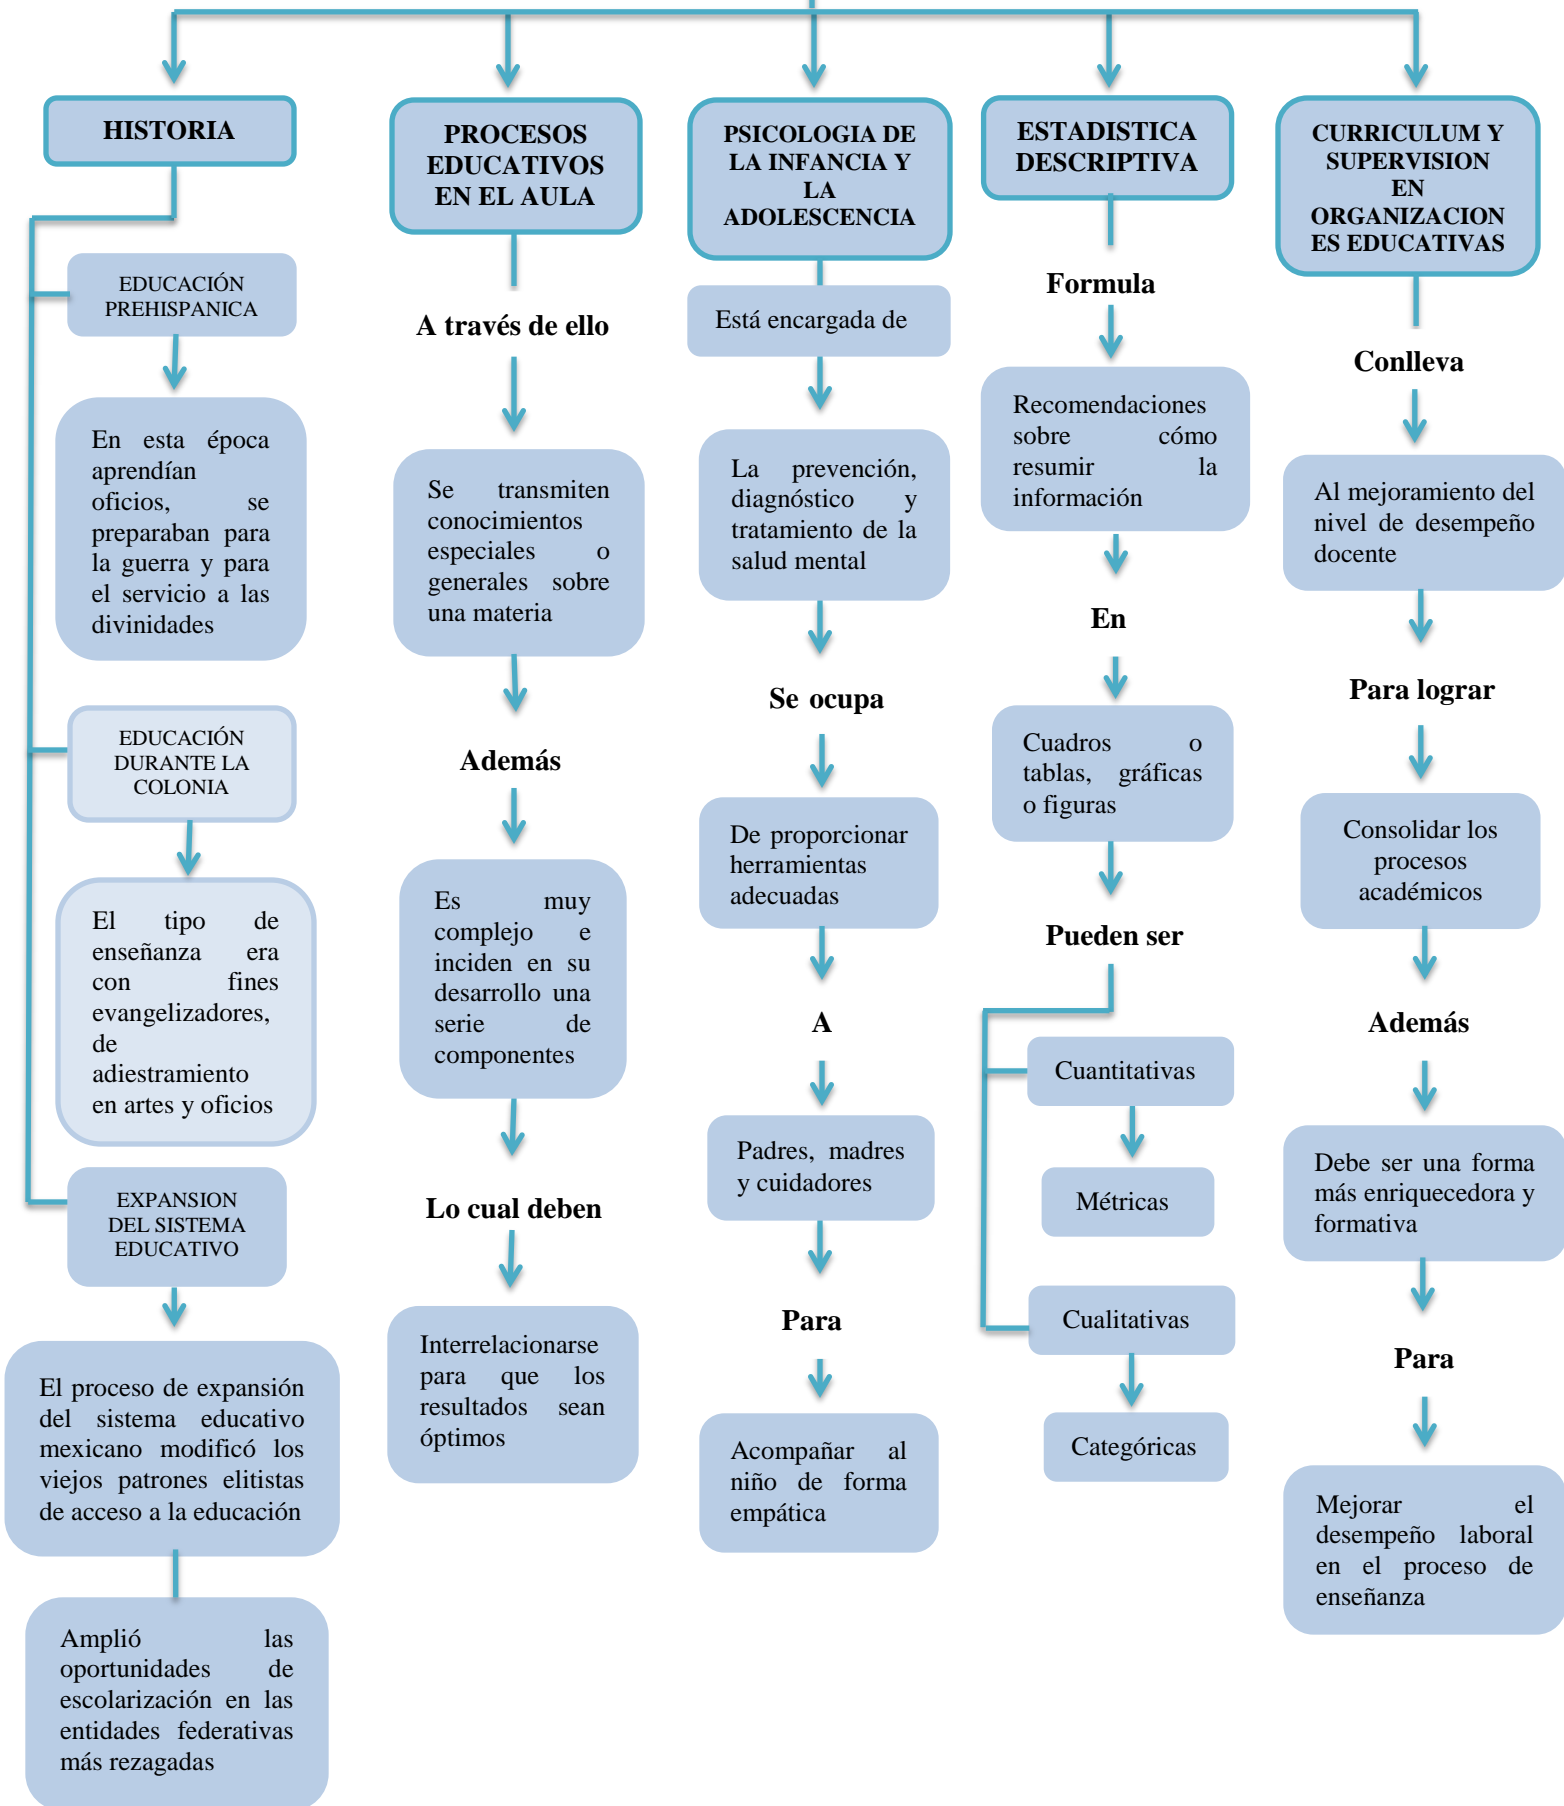 HISTORIA
EDUCACIÓN
PREHISPANICA
En esta época
aprendían
oficios, se
preparaban para
la guerra y para
el servicio a las
divinidades
EDUCACIÓN
DURANTE LA
COLONIA
El tipo de
enseñanza era
con fines
evangelizadores,
de
adiestramiento
en artes y oficios
EXPANSION
DEL SISTEMA
EDUCATIVO
El proceso de expansión
del sistema educativo
mexicano modificó los
viejos patrones elitistas
de acceso a la educación
Amplió las
oportunidades de
escolarización en las
entidades federativas
más rezagadas
PROCESOS
EDUCATIVOS
EN EL AULA
A través de ello
Se transmiten
conocimientos
especiales o
generales sobre
una materia
Además
Es muy
complejo e
inciden en su
desarrollo una
serie de
componentes
Lo cual deben
Interrelacionarse
para que los
resultados sean
óptimos
PSICOLOGIA DE
LA INFANCIA Y
LA
ADOLESCENCIA
Está encargada de
La prevención,
diagnóstico y
tratamiento de la
salud mental
Se ocupa
De proporcionar
herramientas
adecuadas
A
Padres, madres
y cuidadores
Para
Acompañar al
niño de forma
empática
ESTADISTICA
DESCRIPTIVA
Formula
Recomendaciones
sobre cómo
resumir la
información
En
Cuadros o
tablas, gráficas
o figuras
Pueden ser
Cuantitativas
Métricas
Cualitativas
Categóricas
CURRICULUM Y
SUPERVISION
EN
ORGANIZACION
ES EDUCATIVAS
Conlleva
Al mejoramiento del
nivel de desempeño
docente
Para lograr
Consolidar los
procesos
académicos
Además
Debe ser una forma
más enriquecedora y
formativa
Para
Mejorar el
desempeño laboral
en el proceso de
enseñanza